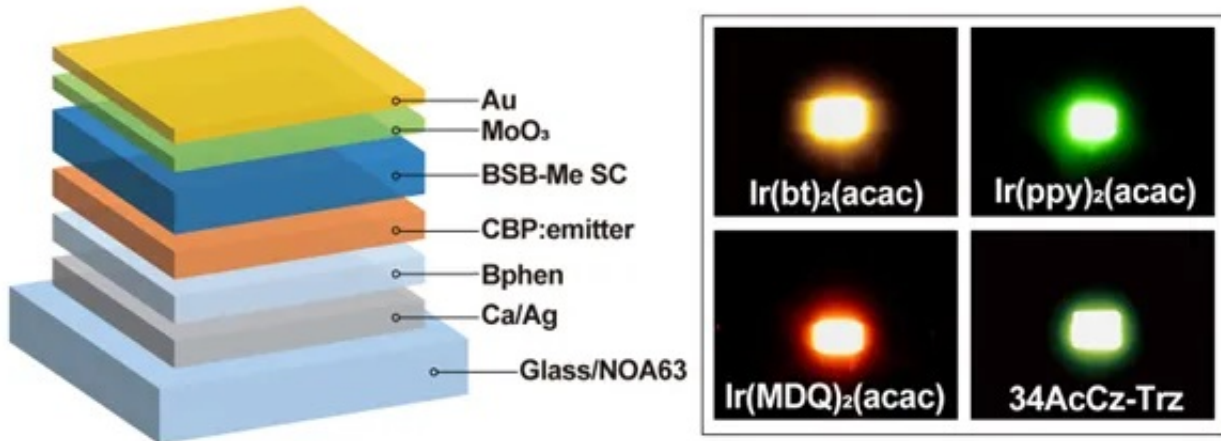 Au
MoO₃
BSB-Me SC
CBP:emitter
Bphen
Ca/Ag
Glass/NOA63
Ir(bt)₂(acac)
Ir(ppy)₂(acac)
Ir(MDQ)₂(acac)
34AcCz-Trz